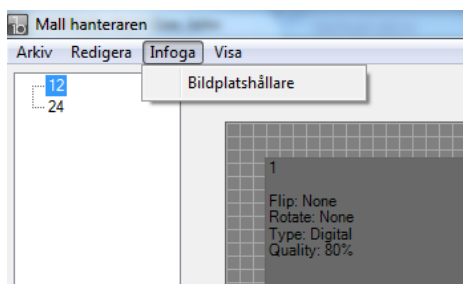 Mall hanteraren
Arkiv Redigera Infoga Visa
Bildplatshållare
12
24
1
Flip: None
Rotate: None
Type: Digital
Quality: 80%